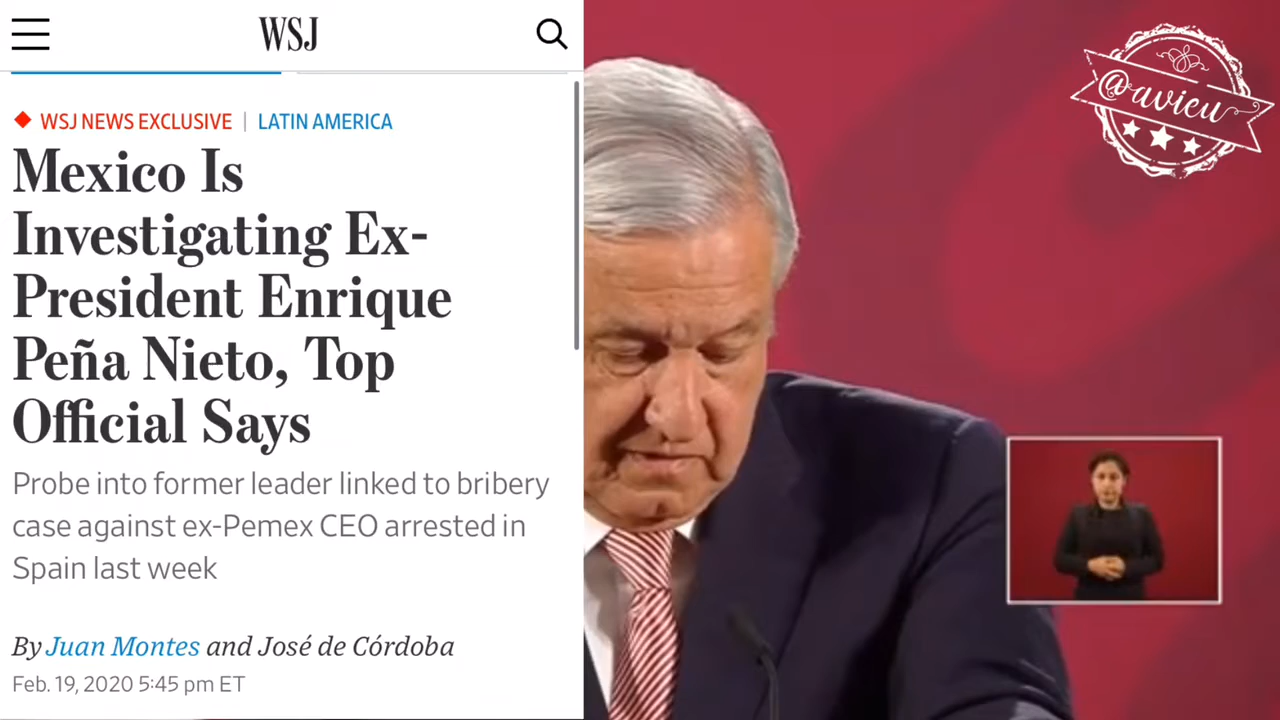 WSJ
WSJ NEWS EXCLUSIVE | LATIN AMERICA
Mexico Is
Investigating Ex-
President Enrique
Peña Nieto, Top
Official Says
Probe into former leader linked to bribery
case against ex-Pemex CEO arrested in
Spain last week
By Juan Montes and José de Córdoba
Feb. 19, 2020 5:45 pm ET
@avieu